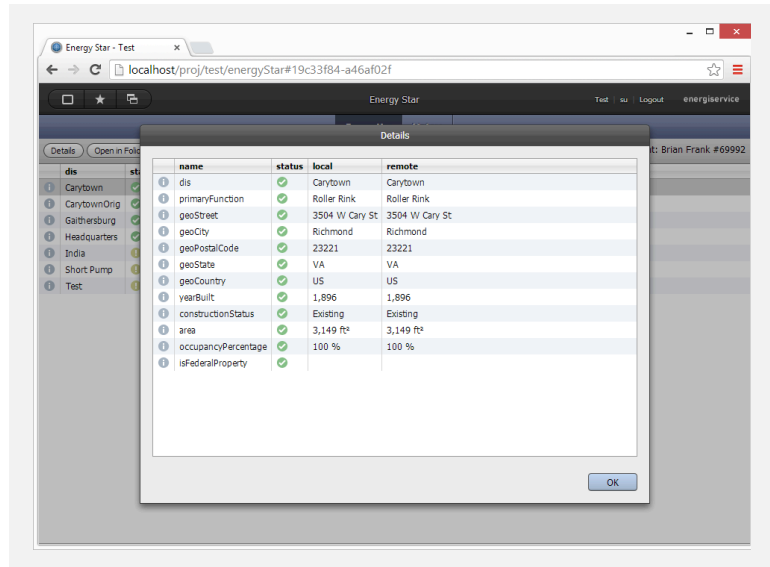 Energy Star - Test
localhost/proj/test/energyStar#19c33f84-a46af02f
Energy Star
Test | su | Logout energiservice
Details
Details Open in Folio t: Brian Frank #69992
dis
Carytown
CarytownOrig
Gaithersburg
Headquarters
India
Short Pump
Test
name status local remote
dis Carytown Carytown
primaryFunction Roller Rink Roller Rink
geoStreet 3504 W Cary St 3504 W Cary St
geoCity Richmond Richmond
geoPostalCode 23221 23221
geoState VA VA
geoCountry US US
yearBuilt 1,896 1,896
constructionStatus Existing Existing
area 3,149 ft² 3,149 ft²
occupancyPercentage 100 % 100 %
isFederalProperty
OK